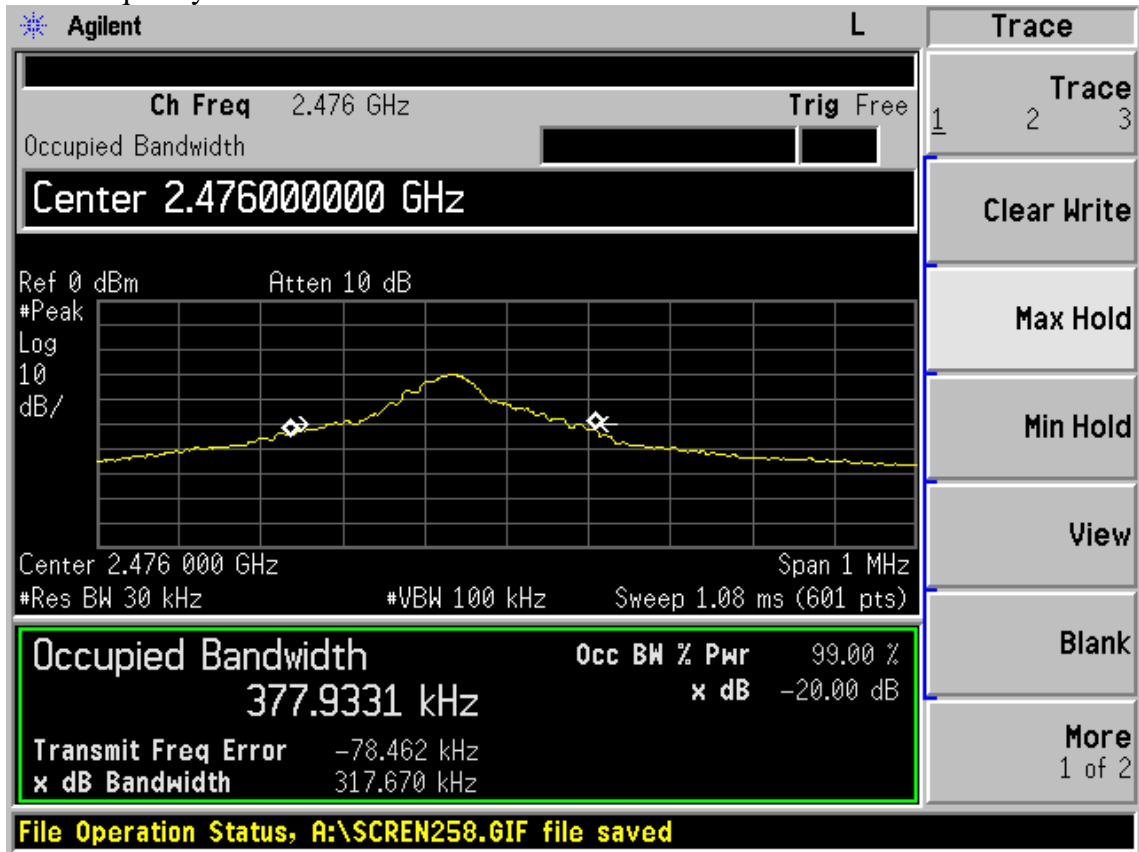 Agilent L Trace
Ch Freq 2.476 GHz Trig Free
Occupied Bandwidth
Center 2.476000000 GHz
Ref 0 dBm Atten 10 dB
#Peak
Log
10
dB/
Center 2.476 000 GHz Span 1 MHz
#Res BW 30 kHz #VBW 100 kHz Sweep 1.08 ms (601 pts)
Occupied Bandwidth Occ BW % Pwr 99.00 %
377.9331 kHz x dB -20.00 dB
Transmit Freq Error -78.462 kHz
x dB Bandwidth 317.670 kHz
File Operation Status, A:\SCREN258.GIF file saved
Trace
1 2 3
Clear Write
Max Hold
Min Hold
View
Blank
More
1 of 2